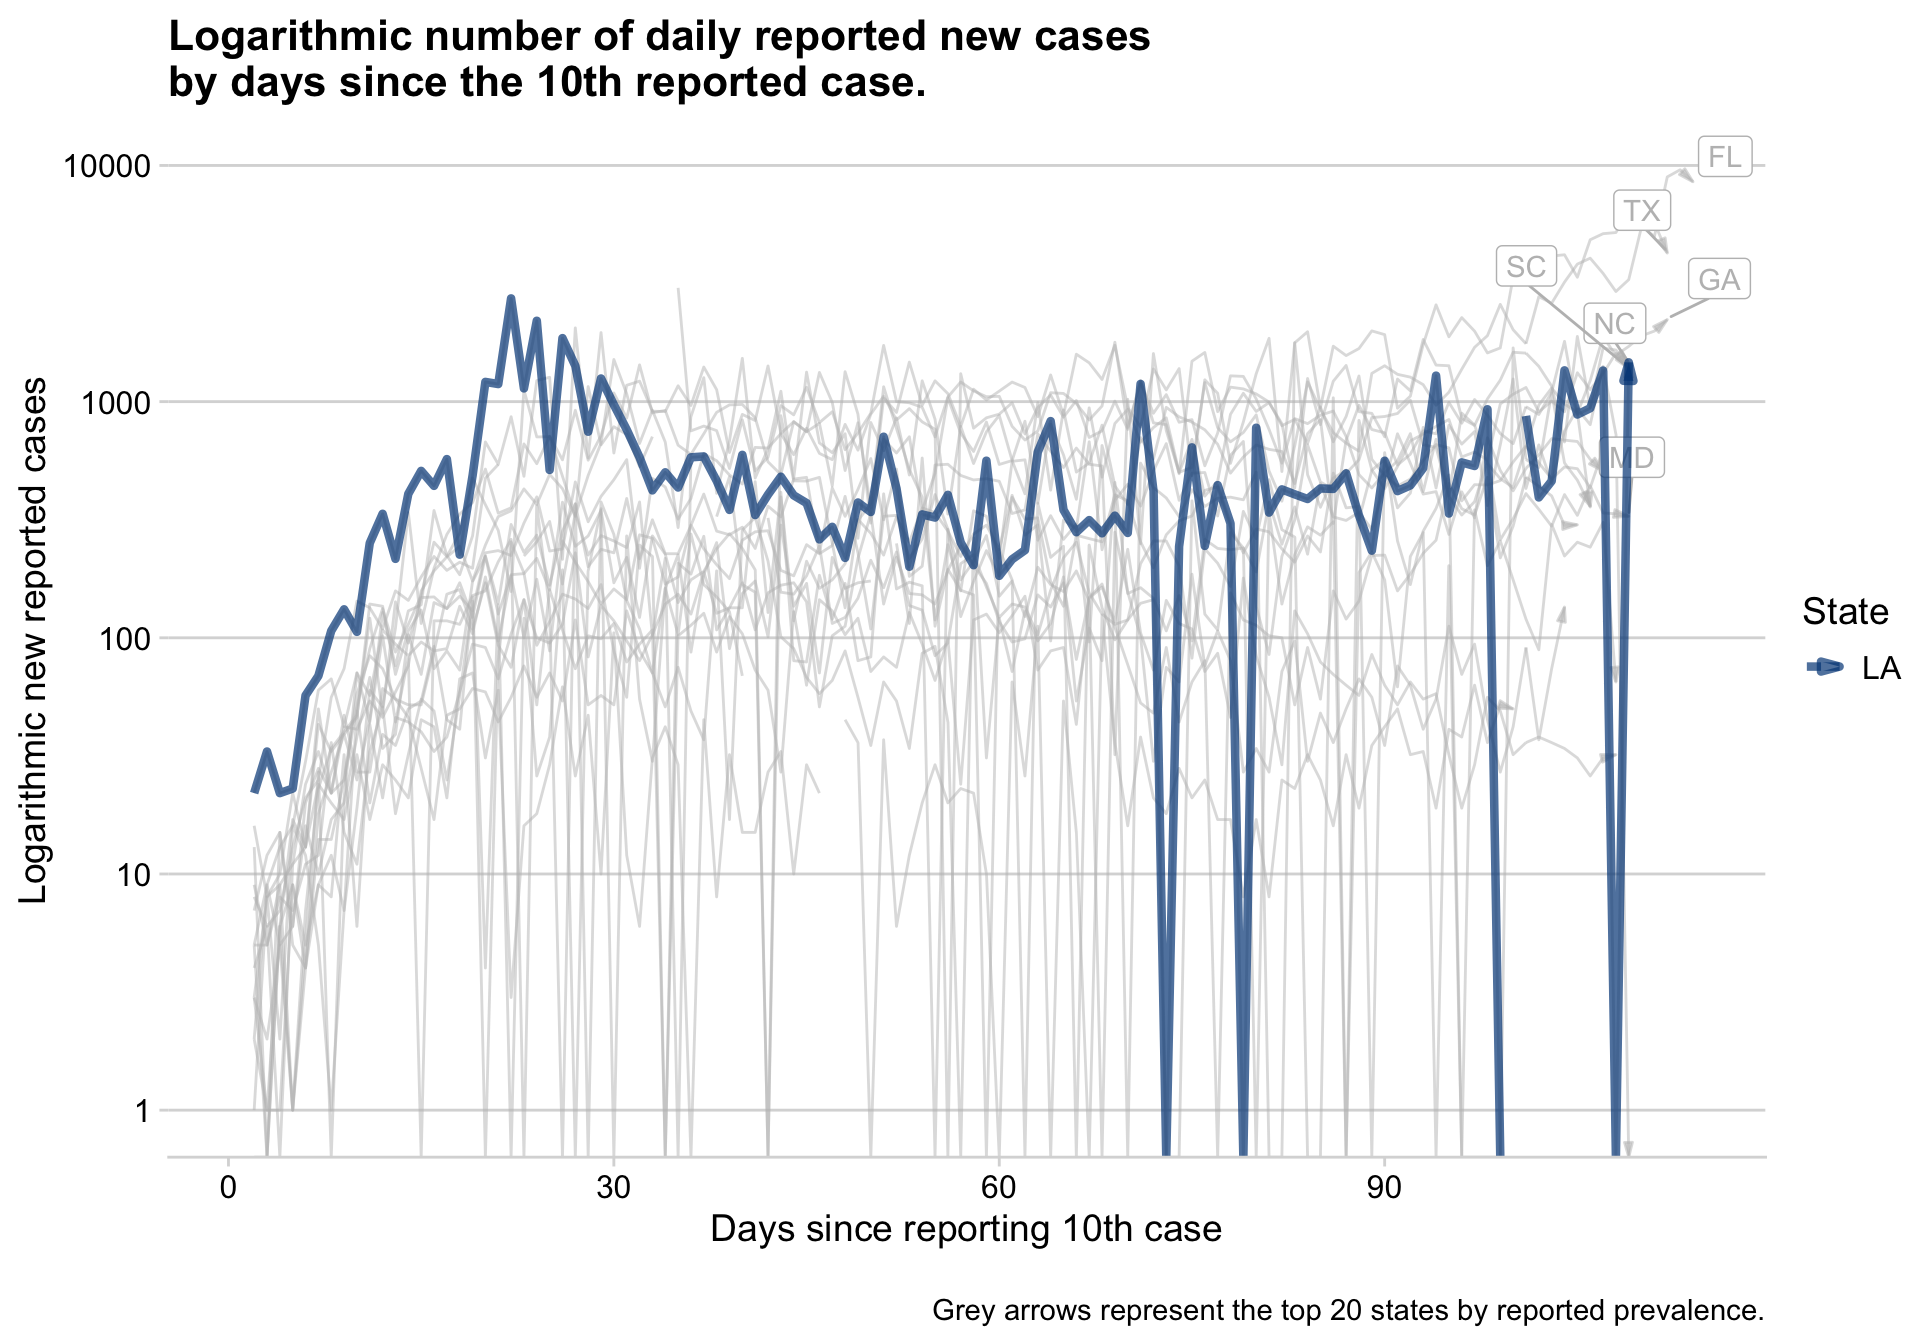 Logarithmic number of daily reported new cases
by days since the 10th reported case.
Logarithmic new reported cases
10000
1000
100
10
1
FL
TX
SC
GA
NC
MD
State
LA
0
30
60
90
Days since reporting 10th case
Grey arrows represent the top 20 states by reported prevalence.